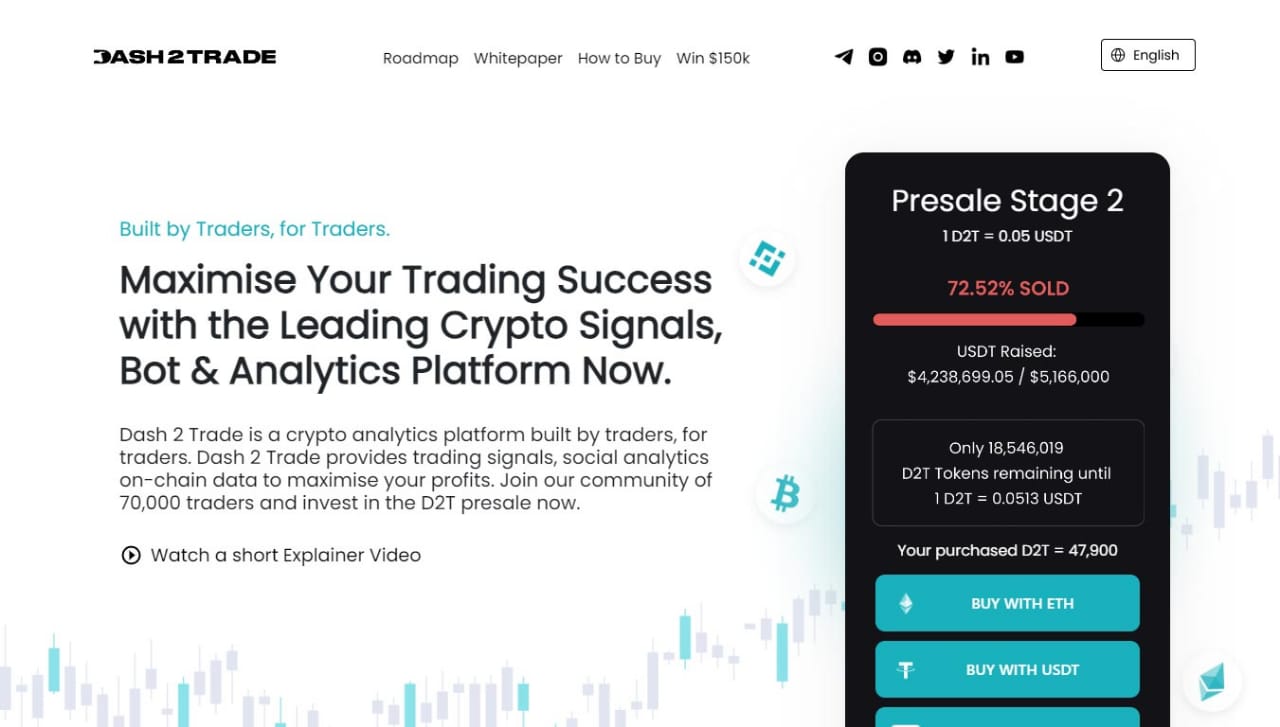 DASH 2 TRADE
Roadmap Whitepaper How to Buy Win $150k
English
Built by Traders, for Traders.
Maximise Your Trading Success
with the Leading Crypto Signals,
Bot & Analytics Platform Now.
Dash 2 Trade is a crypto analytics platform built by traders, for
traders. Dash 2 Trade provides trading signals, social analytics
on-chain data to maximise your profits. Join our community of
70,000 traders and invest in the D2T presale now.
Watch a short Explainer Video
Presale Stage 2
1 D2T = 0.05 USDT
72.52% SOLD
USDT Raised:
$4,238,699.05 / $5,166,000
Only 18,546,019
D2T Tokens remaining until
1 D2T = 0.0513 USDT
Your purchased D2T = 47,900
BUY WITH ETH
BUY WITH USDT